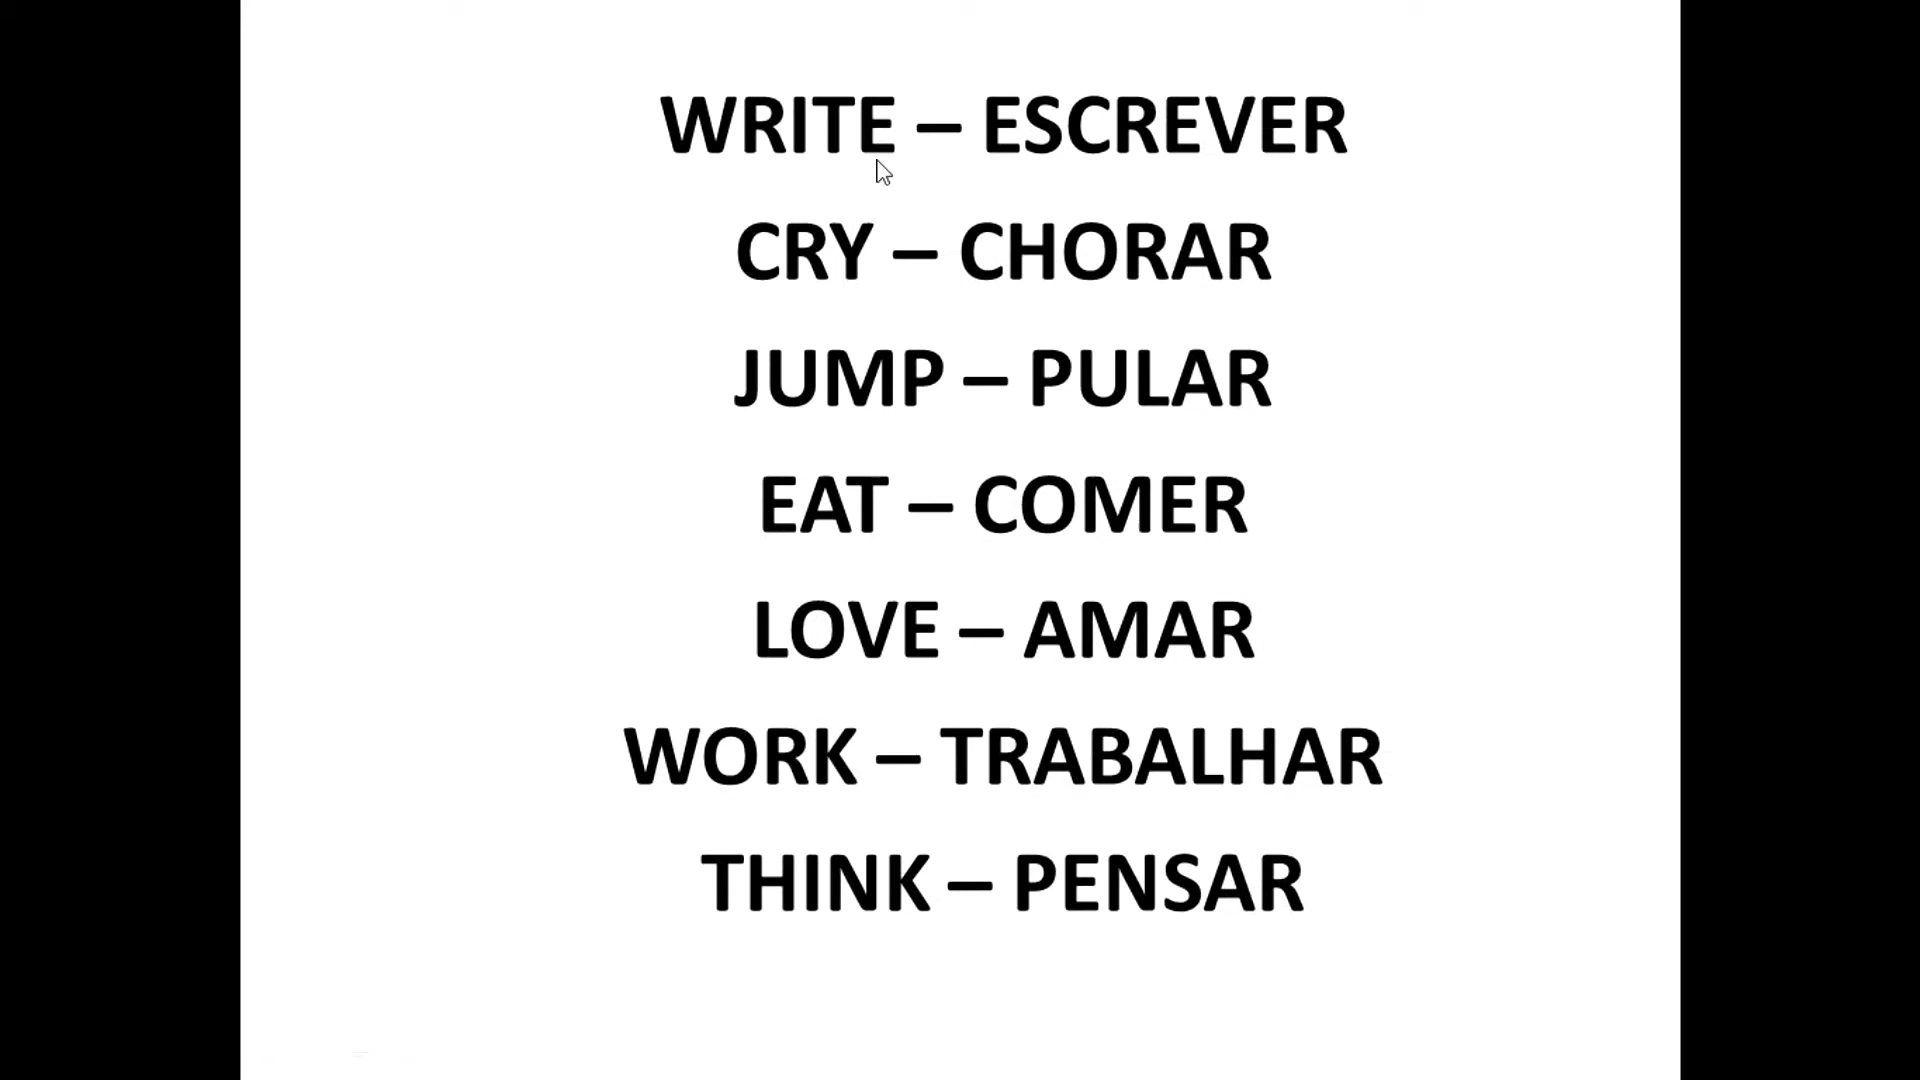 WRITE – ESCREVER
CRY – CHORAR
JUMP – PULAR
EAT – COMER
LOVE – AMAR
WORK – TRABALHAR
THINK – PENSAR